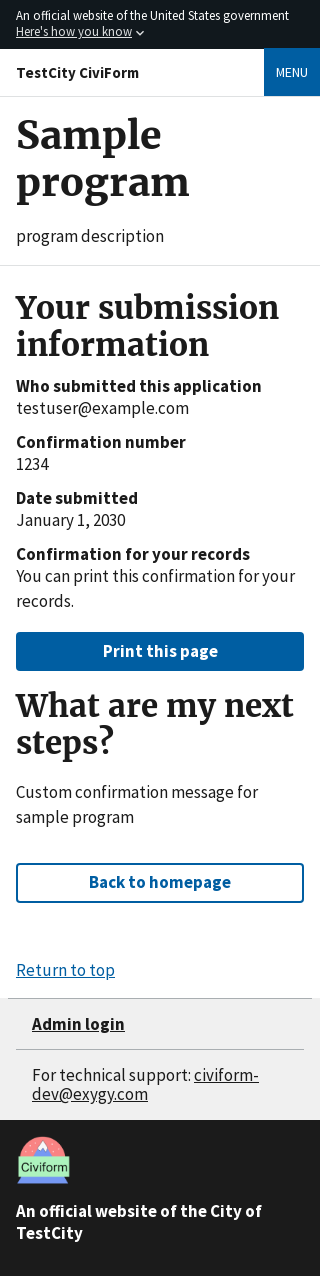 An official website of the United States government
Here's how you know
TestCity CiviForm
MENU
Sample
program
program description
Your submission
information
Who submitted this application
testuser@example.com
Confirmation number
1234
Date submitted
January 1, 2030
Confirmation for your records
You can print this confirmation for your
records.
Print this page
What are my next
steps?
Custom confirmation message for
sample program
Back to homepage
Return to top
Admin login
For technical support: civiform-
dev@exygy.com
Civiform
An official website of the City of
TestCity